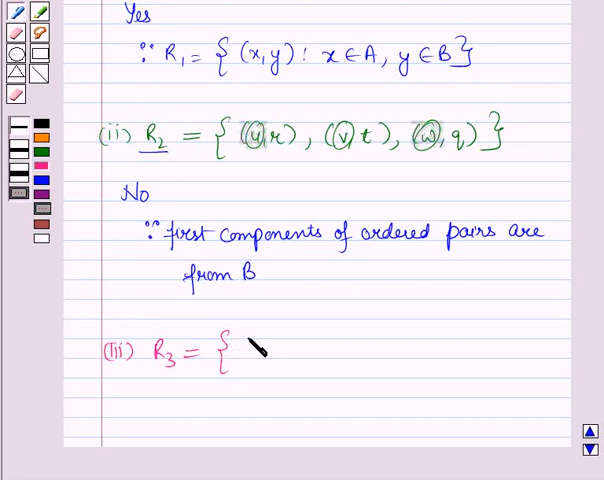 Yes
∵ R₁ = { (x,y) : x ∈ A, y ∈ B }
(ii) R₂ = { (u,r), (v,t), (w,q) }
No
∵ first components of ordered pairs are
from B
(iii) R₃ = {